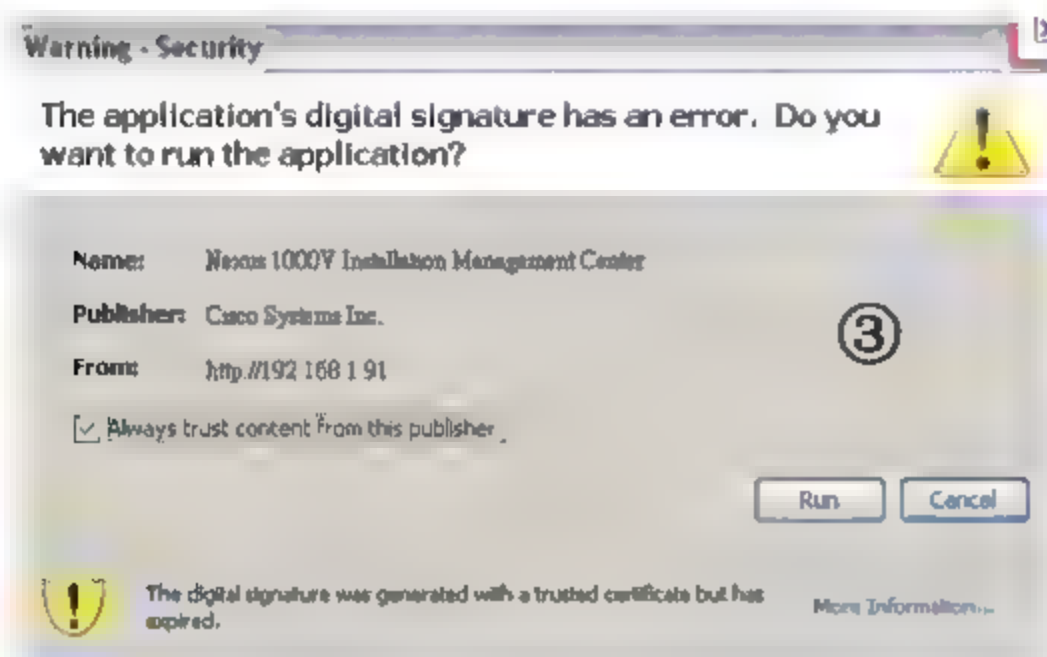 Warning - Security
The application's digital signature has an error. Do you
want to run the application?
Name: Nexus 1000V Installation Management Center
Publisher: Cisco Systems Inc.
From: http://192.168.1.91
③
Always trust content from this publisher.
Run Cancel
The digital signature was generated with a trusted certificate but has
expired.
More Information...